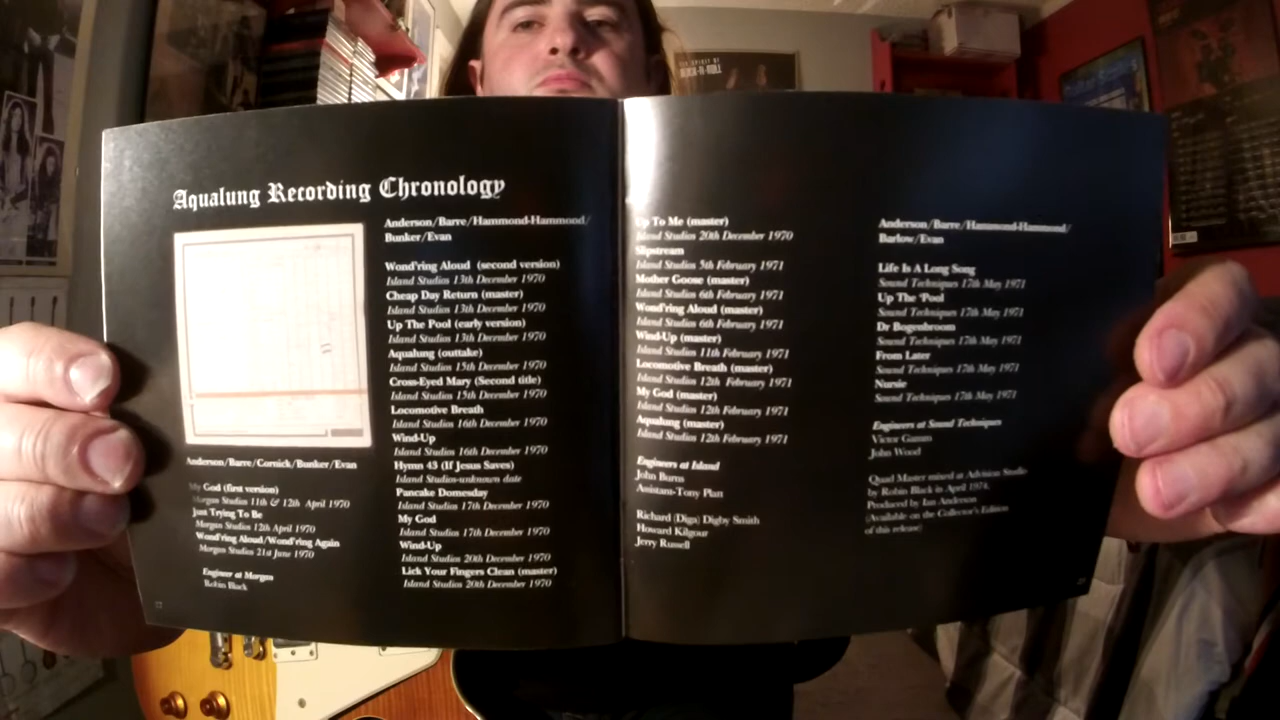 Aqualung Recording Chronology
Anderson/Barre/Cornick/Bunker/Evan
My God (first version)
Morgan Studios 11th & 12th April 1970
Just Trying To Be
Morgan Studios 12th April 1970
Wond'ring Aloud/Wond'ring Again
Morgan Studios 21st June 1970
Engineer at Morgan
Robin Black
Anderson/Barre/Hammond-Hammond/
Bunker/Evan
Wond'ring Aloud (second version)
Island Studios 13th December 1970
Cheap Day Return (master)
Island Studios 13th December 1970
Up The Pool (early version)
Island Studios 13th December 1970
Aqualung (outtake)
Island Studios 15th December 1970
Cross-Eyed Mary (Second title)
Island Studios 15th December 1970
Locomotive Breath
Island Studios 16th December 1970
Wind-Up
Island Studios 16th December 1970
Hymn 43 (If Jesus Saves)
Island Studios-unknown date
Puncake Domesday
Island Studios 17th December 1970
My God
Island Studios 17th December 1970
Wind-Up
Island Studios 20th December 1970
Lick Your Fingers Clean (master)
Island Studios 20th December 1970
Up To Me (master)
Island Studios 20th December 1970
Slipstream
Island Studios 5th February 1971
Mother Goose (master)
Island Studios 6th February 1971
Wond'ring Aloud (master)
Island Studios 6th February 1971
Wind-Up (master)
Island Studios 11th February 1971
Locomotive Breath (master)
Island Studios 12th February 1971
My God (master)
Island Studios 12th February 1971
Aqualung (master)
Island Studios 12th February 1971
Engineers at Island
John Burns
Assistant-Tony Platt
Richard (Diga) Digby Smith
Howard Kilgour
Jerry Russell
Anderson/Barre/Hammond-Hammond/
Barlow/Evan
Life Is A Long Song
Sound Techniques 17th May 1971
Up The 'Pool
Sound Techniques 17th May 1971
Dr Bogenbroom
Sound Techniques 17th May 1971
From Later
Sound Techniques 17th May 1971
Nursie
Sound Techniques 17th May 1971
Engineers at Sound Techniques
Victor Gamm
John Wood
Quad Master mixed at Advision Studio
by Robin Black in April 1974.
Produced by Ian Anderson
(Available on the Collector's Edition
of this release)
ROCK-N-ROLL